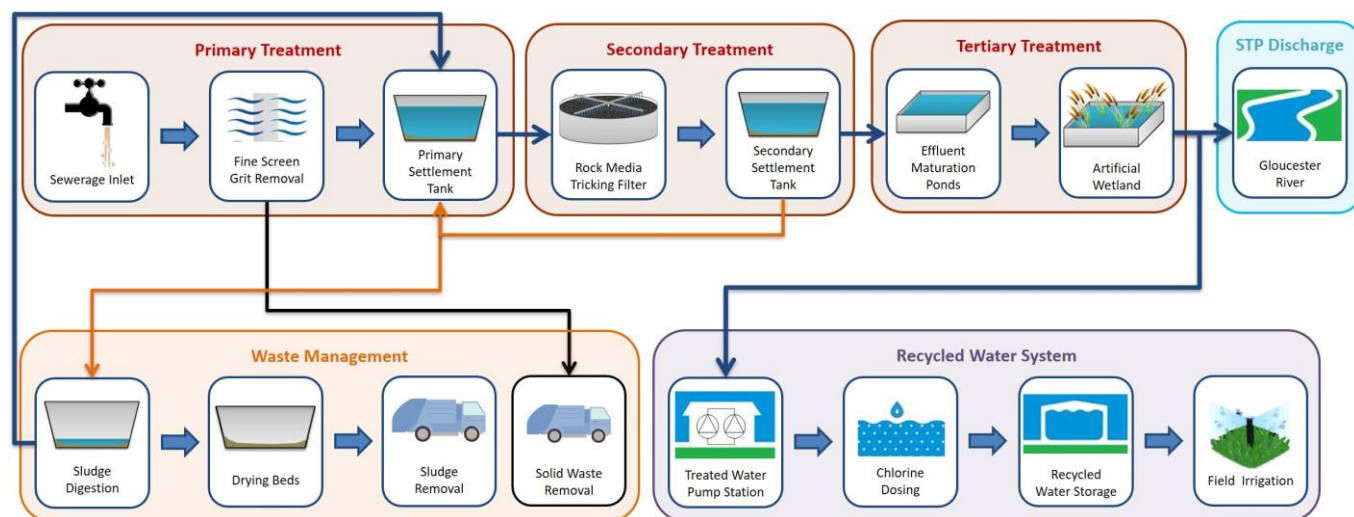 Primary Treatment
Secondary Treatment
Tertiary Treatment
STP Discharge
Sewerage Inlet
Fine Screen
Grit Removal
Primary
Settlement
Tank
Rock Media
Tricking Filter
Secondary
Settlement
Tank
Effluent
Maturation
Ponds
Artificial
Wetland
Gloucester
River
Waste Management
Recycled Water System
Sludge
Digestion
Drying Beds
Sludge
Removal
Solid Waste
Removal
Treated Water
Pump Station
Chlorine
Dosing
Recycled
Water Storage
Field Irrigation